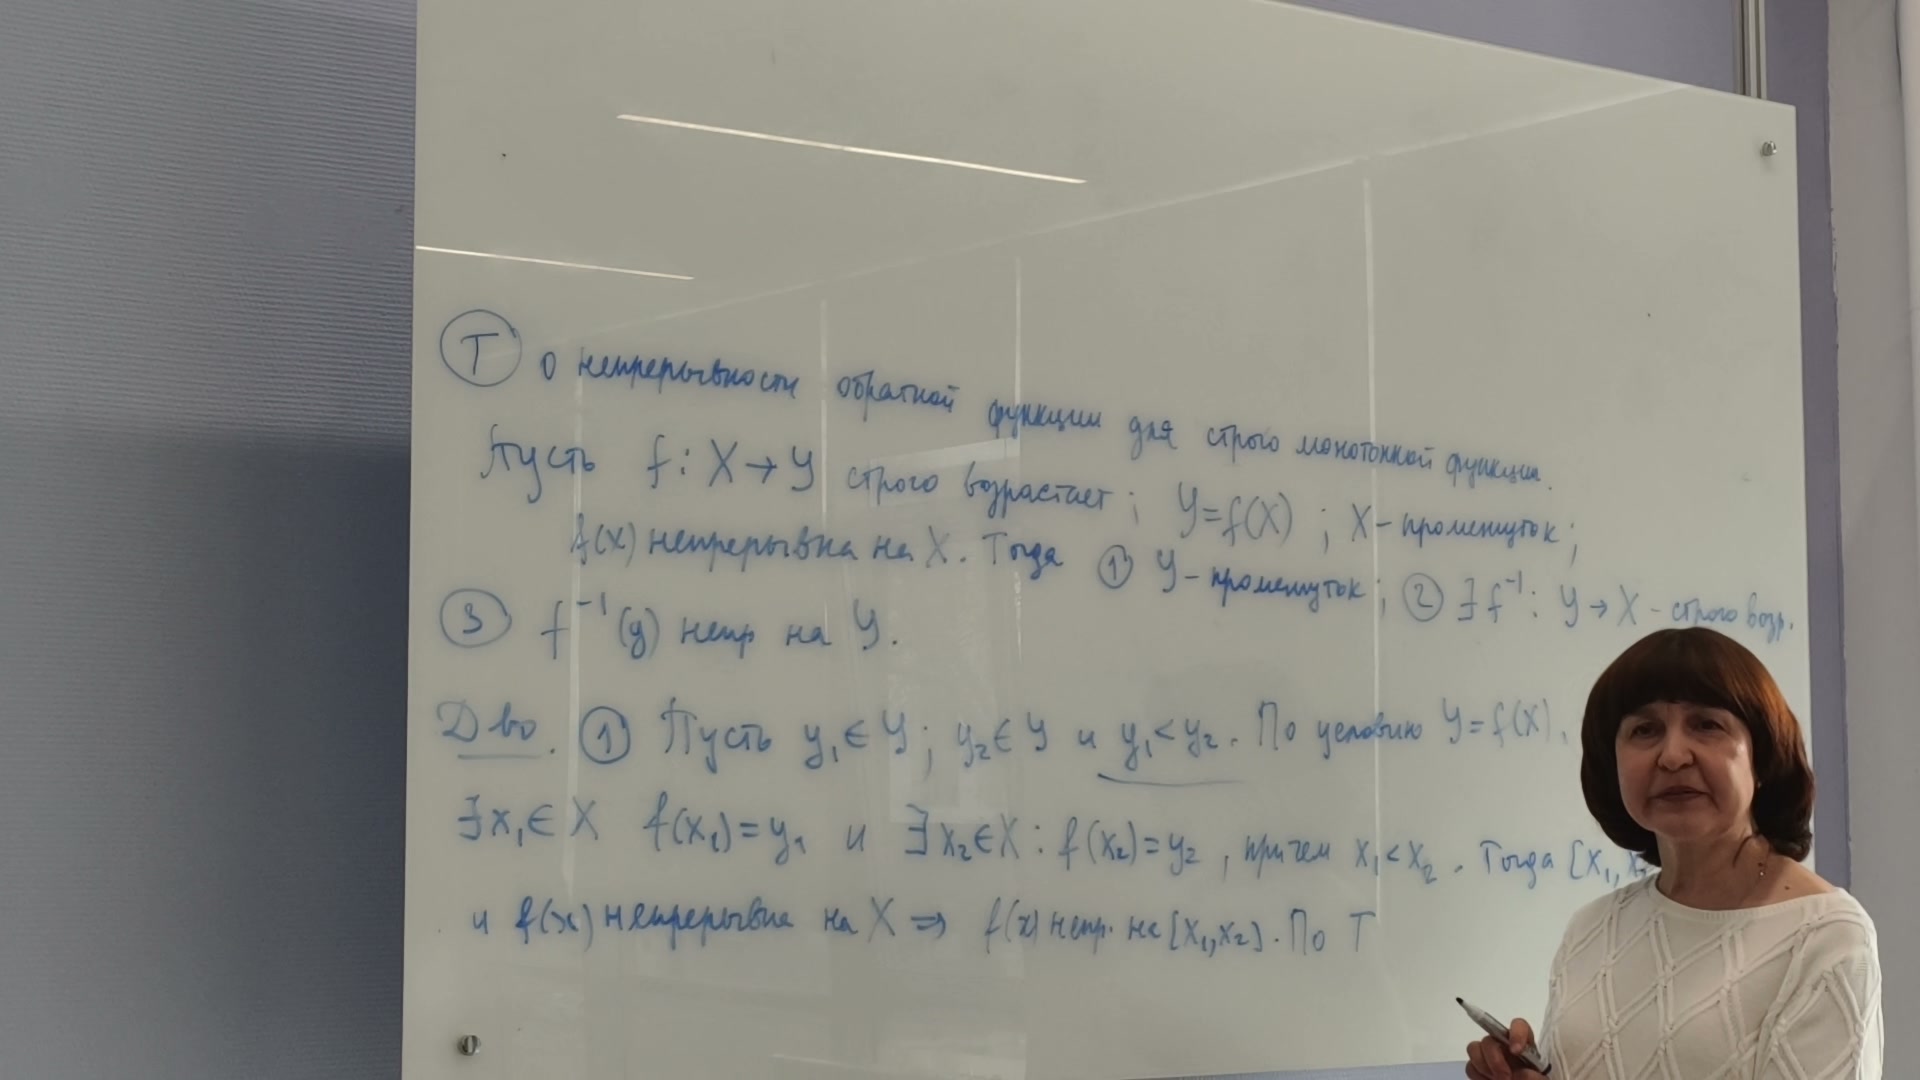 Т о непрерывности обратной функции для строго монотонной функции.
Пусть f: X → Y строго возрастает; Y=f(X); X – промежуток;
f(x) непрерывна на X. Тогда ① Y – промежуток; ② ∃ f⁻¹: Y → X – строго возр.
③ f⁻¹(y) непр на Y.
Д-во. ① Пусть y₁∈Y; y₂∈Y и y₁<y₂. По условию Y=f(X),
∃x₁∈X f(x₁)=y₁ и ∃x₂∈X: f(x₂)=y₂, причем x₁<x₂. Тогда [x₁,
и f(x) непрерывна на X ⇒ f(x) непр. на [x₁,x₂]. По Т